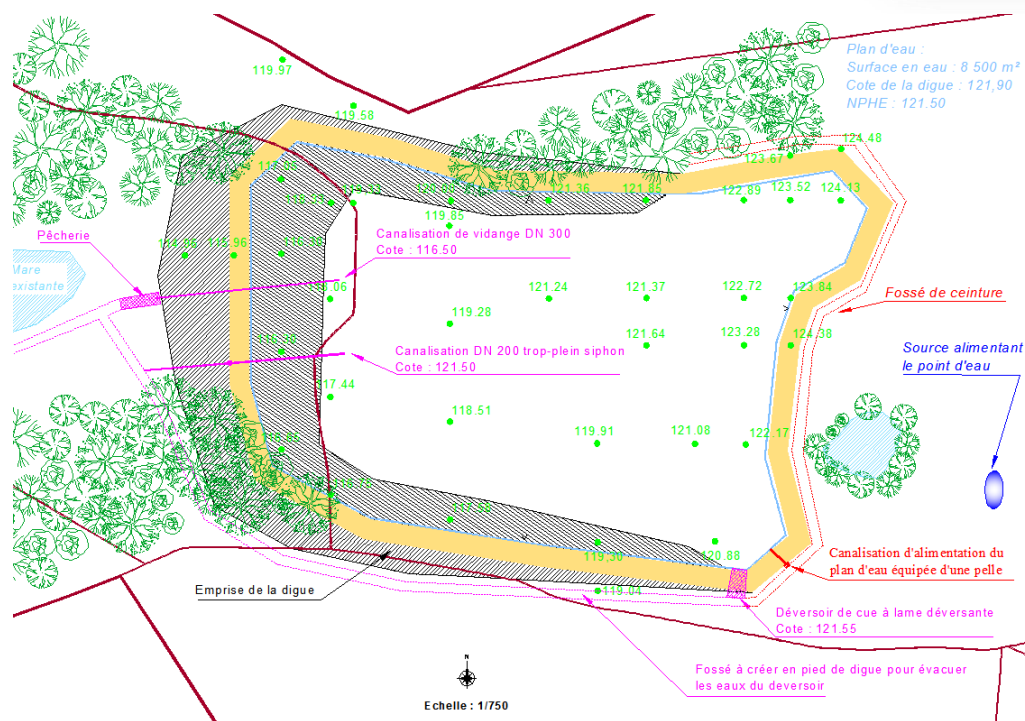 Plan d'eau :
Surface en eau : 8 500 m²
Cote de la digue : 121,90
NPHE : 121.50
119.97
119.58
124.48
123.67
121.36
121.85
122.89
123.52
124.13
119.85
Pêcherie
Canalisation de vidange DN 300
Cote : 116.50
Mare
existante
121.24
121.37
122.72
123.84
Fossé de ceinture
119.28
121.64
123.28
124.38
Canalisation DN 200 trop-plein siphon
Cote : 121.50
Source alimentant
le point d'eau
117.44
118.51
119.91
121.08
122.17
120.88
Canalisation d'alimentation du
plan d'eau équipée d'une pelle
Emprise de la digue
119.04
Déversoir de cue à lame déversante
Cote : 121.55
Fossé à créer en pied de digue pour évacuer
les eaux du deversoir
N
Echelle : 1/750